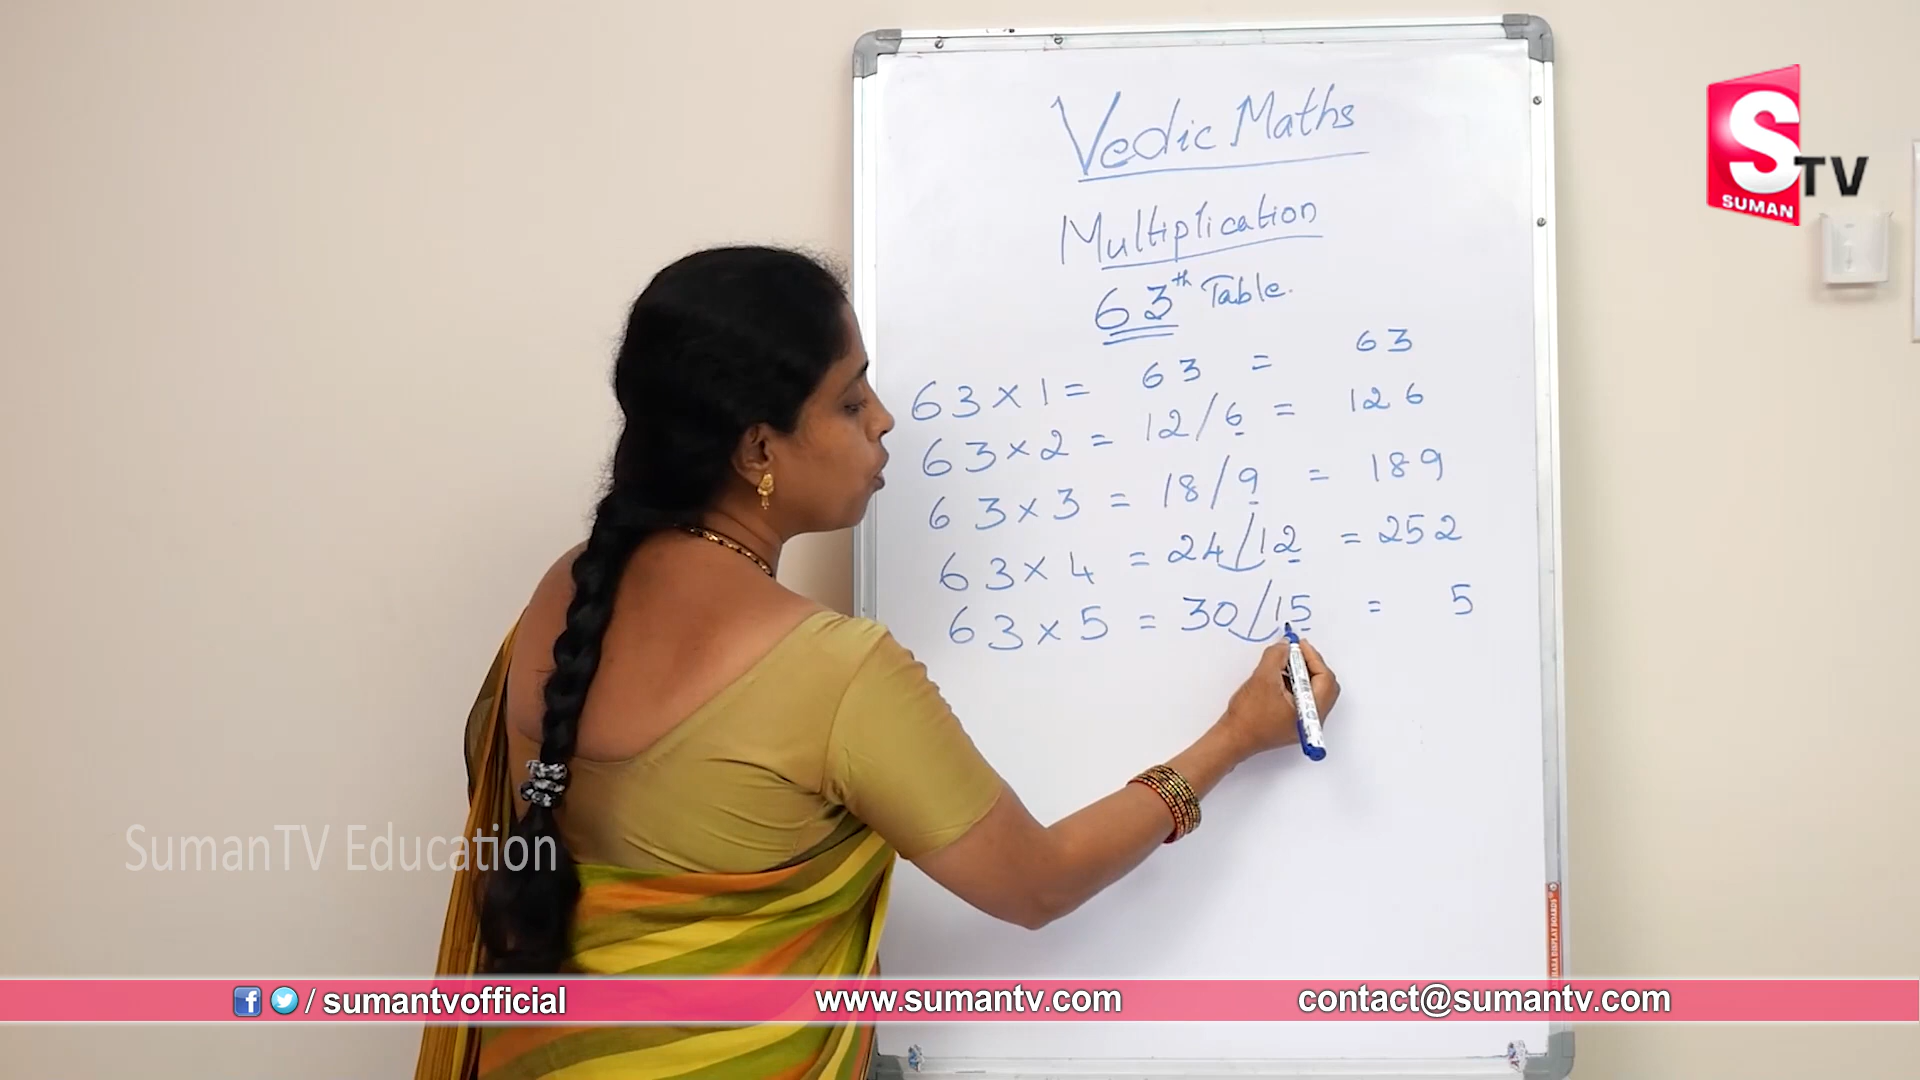 Vedic Maths
Multiplication
63th Table.
63 × 1 = 63 = 63
63 × 2 = 12/6 = 126
63 × 3 = 18/9 = 189
63 × 4 = 24/12 = 252
63 × 5 = 30/15 = 5
S TV
SUMAN
SumanTV Education
/ sumantvofficial
www.sumantv.com
contact@sumantv.com